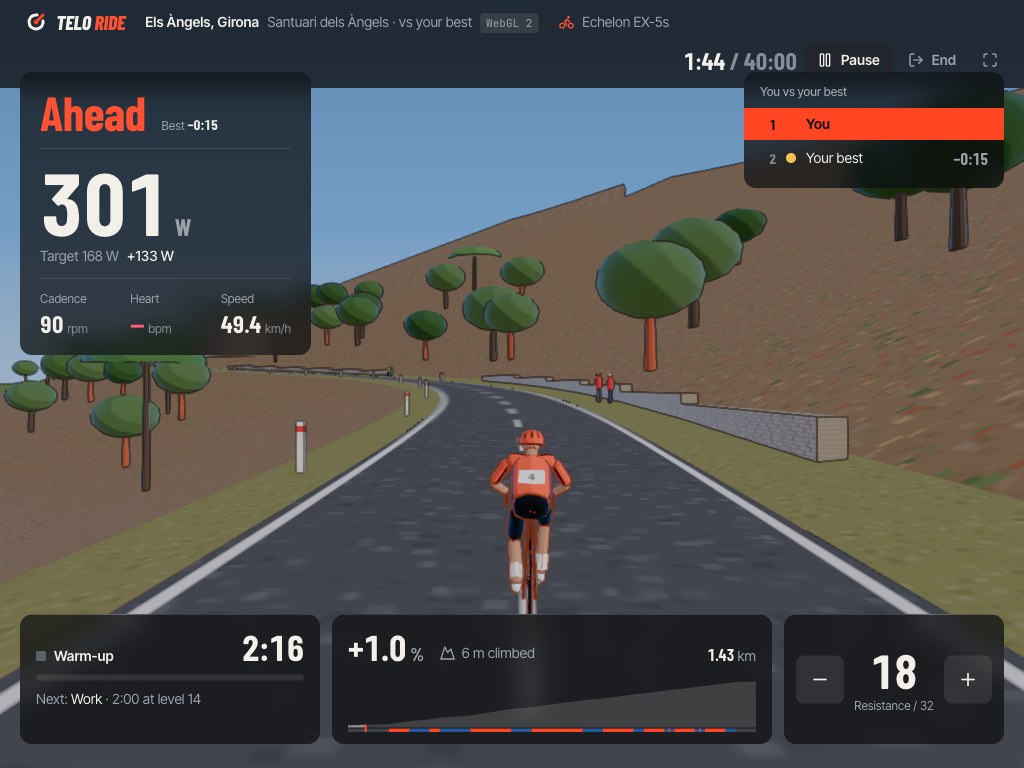 TELO RIDE Els Àngels, Girona Santuari dels Àngels · vs your best WebGL 2 Echelon EX-5s
1:44 / 40:00 Pause End
Ahead Best −0:15
301 W
Target 168 W +133 W
Cadence Heart Speed
90 rpm – bpm 49.4 km/h
You vs your best
1 You
2 Your best −0:15
4
Warm-up 2:16
Next: Work · 2:00 at level 14
+1.0 % 6 m climbed 1.43 km
− 18 +
Resistance / 32